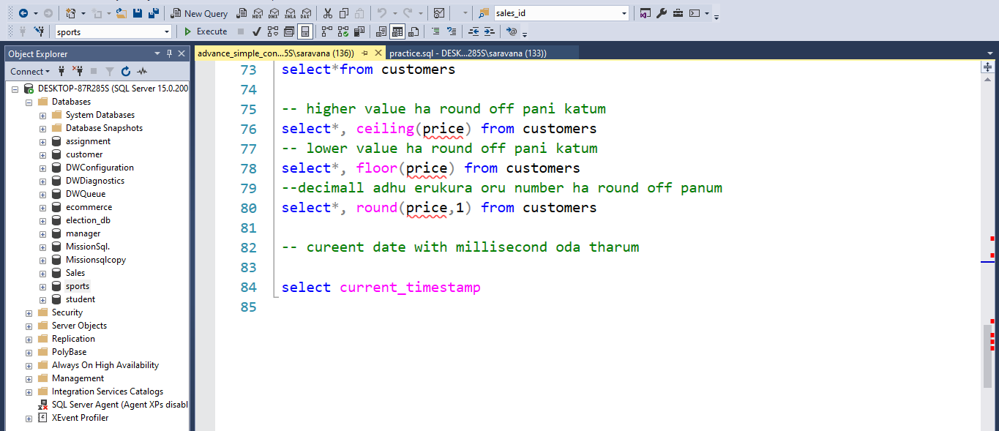 New Query
MDX
DMX
XMLA
DAX
sales_id
sports
Execute
Object Explorer
Connect
DESKTOP-87R285S (SQL Server 15.0.200
Databases
System Databases
Database Snapshots
assignment
customer
DWConfiguration
DWDiagnostics
DWQueue
ecommerce
election_db
manager
MissionSql.
Missionsqlcopy
Sales
sports
student
Security
Server Objects
Replication
PolyBase
Always On High Availability
Management
Integration Services Catalogs
SQL Server Agent (Agent XPs disabl
XEvent Profiler
advance_simple_con...5S\saravana (136))
practice.sql - DESK...285S\saravana (133))
73 select*from customers
74
75 -- higher value ha round off pani katum
76 select*, ceiling(price) from customers
77 -- lower value ha round off pani katum
78 select*, floor(price) from customers
79 --decimall adhu erukura oru number ha round off panum
80 select*, round(price,1) from customers
81
82 -- cureent date with millisecond oda tharum
83
84 select current_timestamp
85